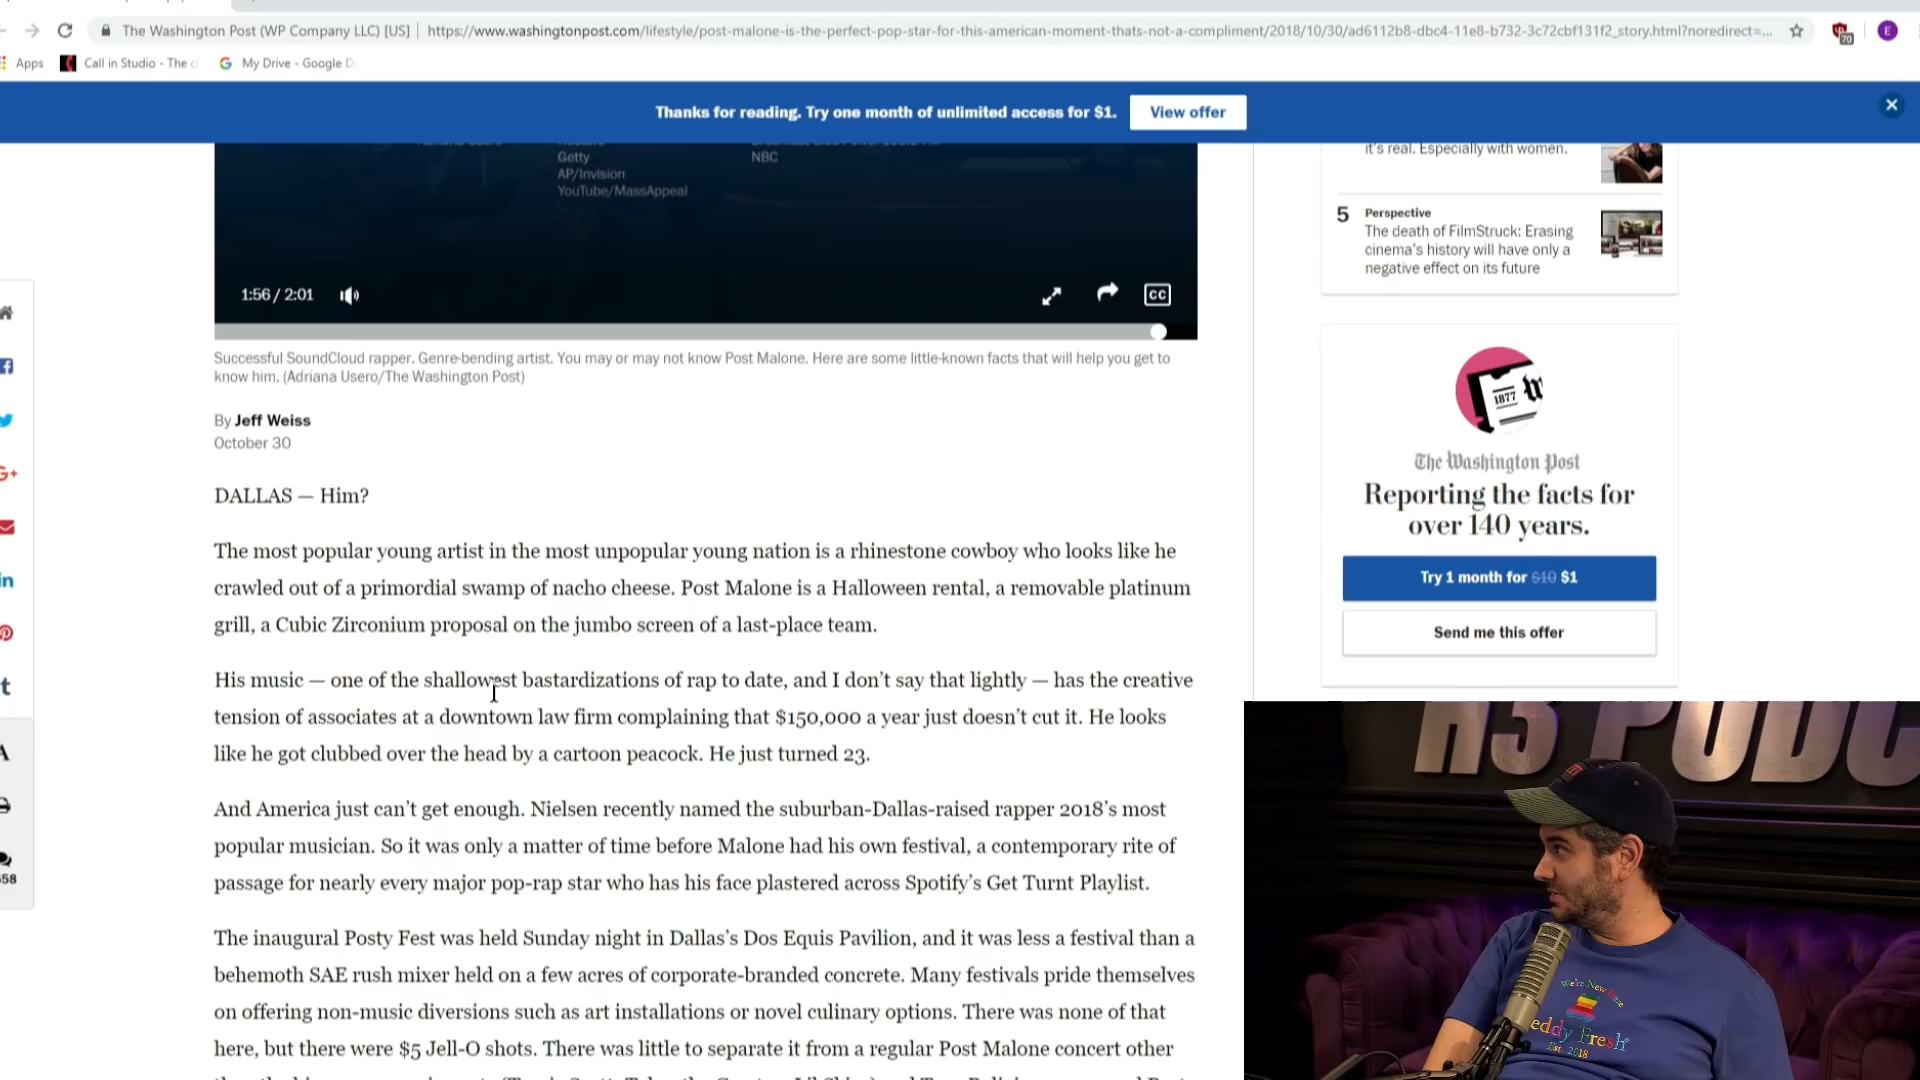 The Washington Post (WP Company LLC) [US] https://www.washingtonpost.com/lifestyle/post-malone-is-the-perfect-pop-star-for-this-american-moment-thats-not-a-compliment/2018/10/30/ad6112b8-dbc4-11e8-b732-3c72cbf131f2_story.html?noredirect=...
70
E
Apps Call in Studio - The c My Drive - Google D
Thanks for reading. Try one month of unlimited access for $1. View offer
Getty
AP/Invision
YouTube/MassAppeal
NBC
1:56 / 2:01
CC
Successful SoundCloud rapper. Genre-bending artist. You may or may not know Post Malone. Here are some little-known facts that will help you get to
know him. (Adriana Usero/The Washington Post)
By Jeff Weiss
October 30
DALLAS — Him?
The most popular young artist in the most unpopular young nation is a rhinestone cowboy who looks like he
crawled out of a primordial swamp of nacho cheese. Post Malone is a Halloween rental, a removable platinum
grill, a Cubic Zirconium proposal on the jumbo screen of a last-place team.
His music — one of the shallowest bastardizations of rap to date, and I don't say that lightly — has the creative
tension of associates at a downtown law firm complaining that $150,000 a year just doesn't cut it. He looks
like he got clubbed over the head by a cartoon peacock. He just turned 23.
And America just can't get enough. Nielsen recently named the suburban-Dallas-raised rapper 2018's most
popular musician. So it was only a matter of time before Malone had his own festival, a contemporary rite of
passage for nearly every major pop-rap star who has his face plastered across Spotify's Get Turnt Playlist.
The inaugural Posty Fest was held Sunday night in Dallas's Dos Equis Pavilion, and it was less a festival than a
behemoth SAE rush mixer held on a few acres of corporate-branded concrete. Many festivals pride themselves
on offering non-music diversions such as art installations or novel culinary options. There was none of that
here, but there were $5 Jell-O shots. There was little to separate it from a regular Post Malone concert other
it's real. Especially with women.
5 Perspective
The death of FilmStruck: Erasing
cinema's history will have only a
negative effect on its future
1877
The Washington Post
Reporting the facts for
over 140 years.
Try 1 month for $10 $1
Send me this offer
H3 PODC
We're New Here
eddy Fresh
Est. 2018